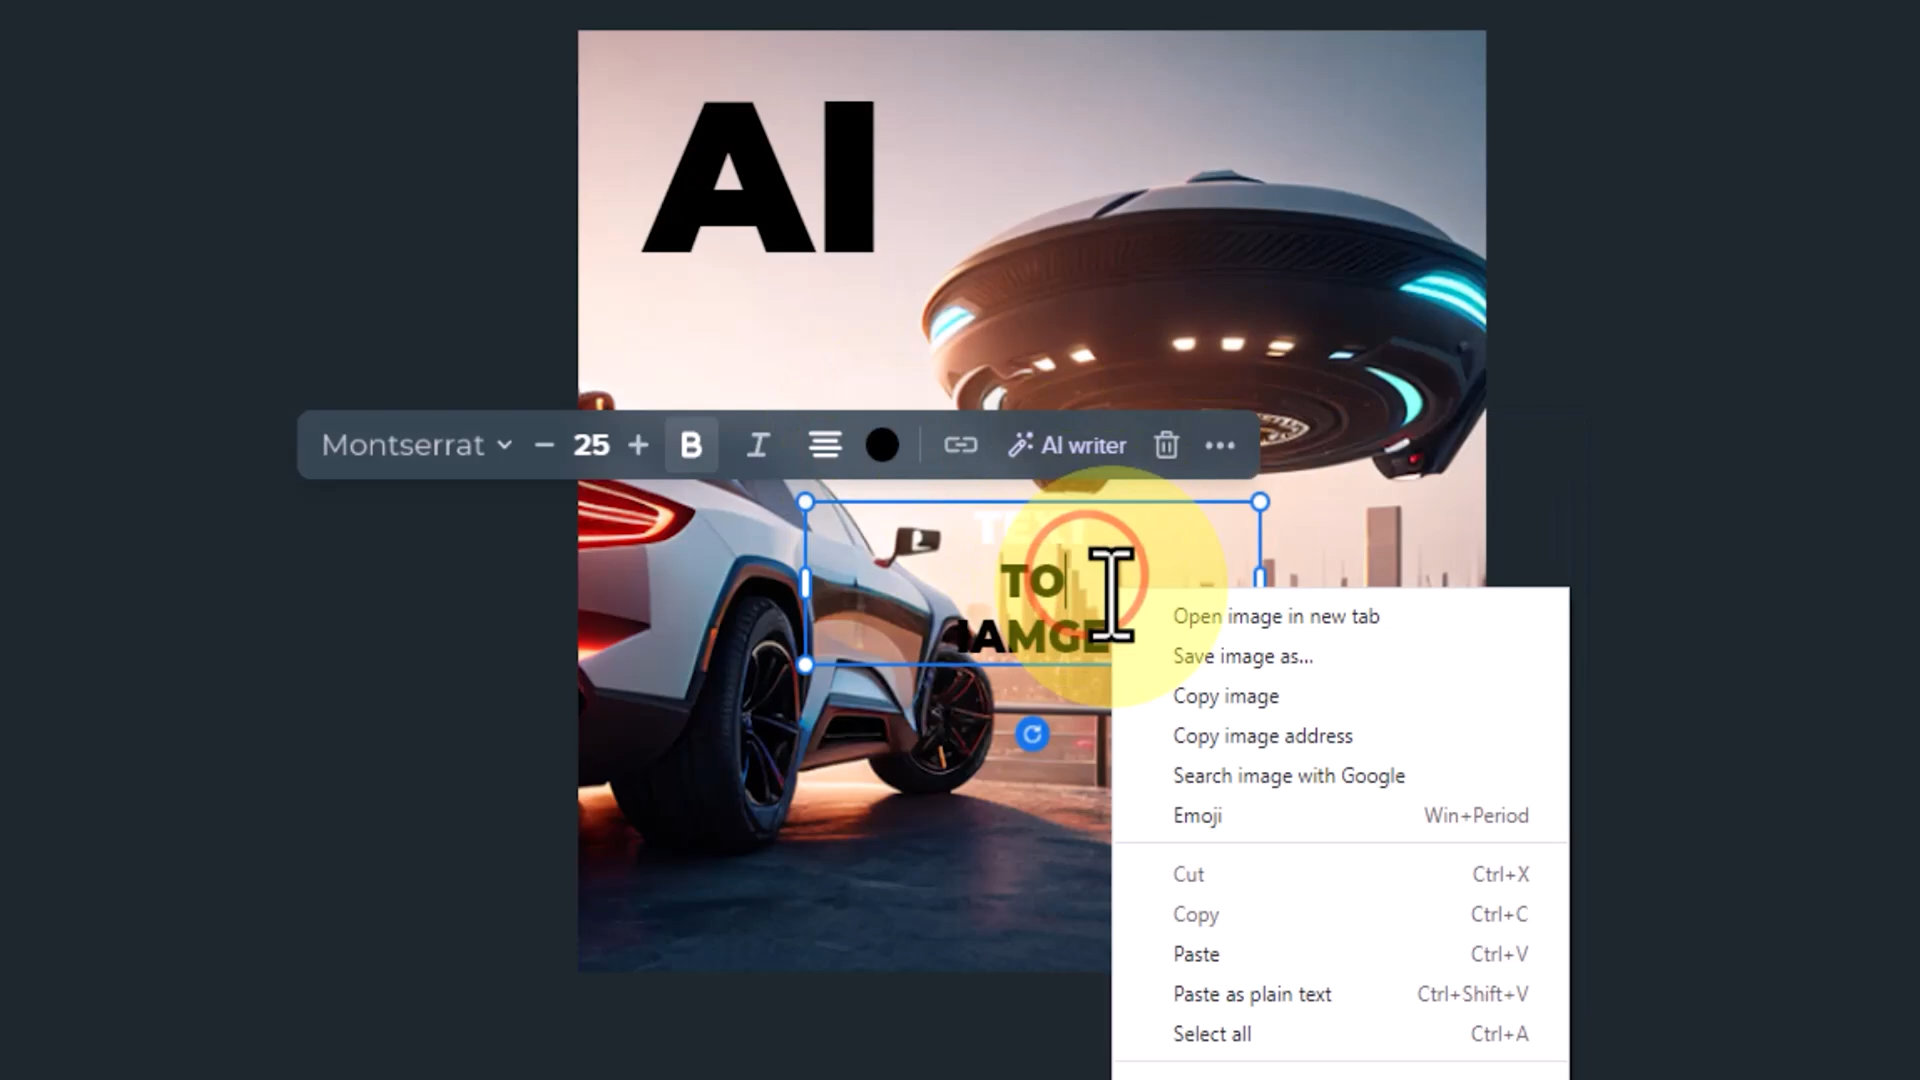 AI
Montserrat 25 B I AI writer
TEXT
TO
IAMGE
Open image in new tab
Save image as...
Copy image
Copy image address
Search image with Google
Emoji Win+Period
Cut Ctrl+X
Copy Ctrl+C
Paste Ctrl+V
Paste as plain text Ctrl+Shift+V
Select all Ctrl+A